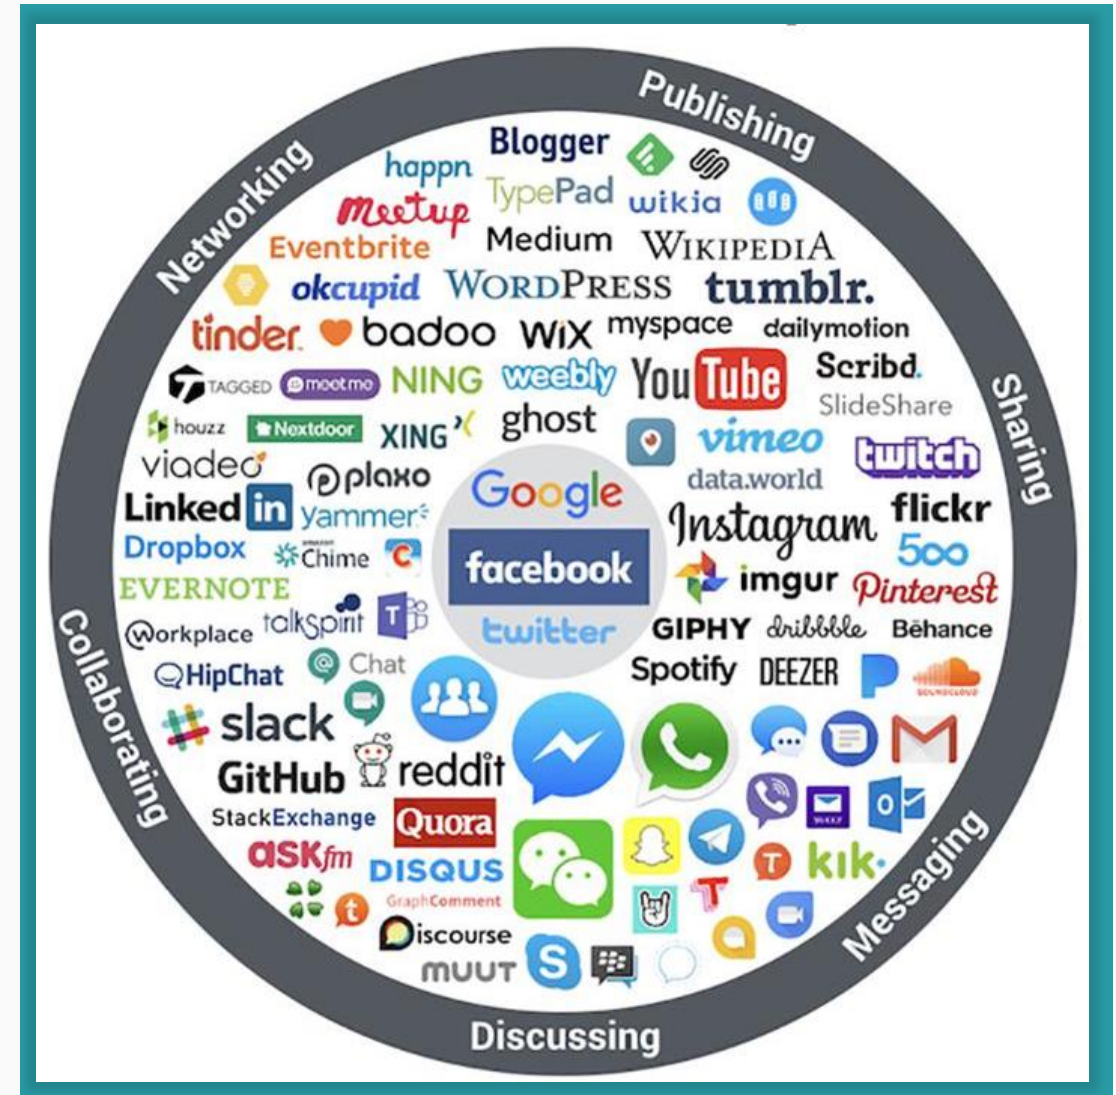 Publishing
Networking
Sharing
Collaborating
Messaging
Discussing
Blogger
happn
TypePad
wikia
meetup
Eventbrite
Medium
WIKIPEDIA
okcupid
WORDPRESS
tumblr.
tinder
badoo
WiX
myspace
dailymotion
TAGGED
meetme
NING
weebly
YouTube
Scribd.
SlideShare
houzz
Nextdoor
XING
ghost
vimeo
twitch
viadeo
plaxo
Google
data.world
LinkedIn
yammer
Instagram
flickr
Dropbox
Chime
C
facebook
500
EVERNOTE
imgur
Pinterest
workplace
talkSpirit
T
twitter
GIPHY
dribbble
Bēhance
HipChat
Chat
Spotify
DEEZER
SOUNDCLOUD
slack
GitHub
reddit
StackExchange
Quora
YAHOO!
O
askfm
DISQUS
T
kik
t
GraphComment
T
Discourse
muut
S